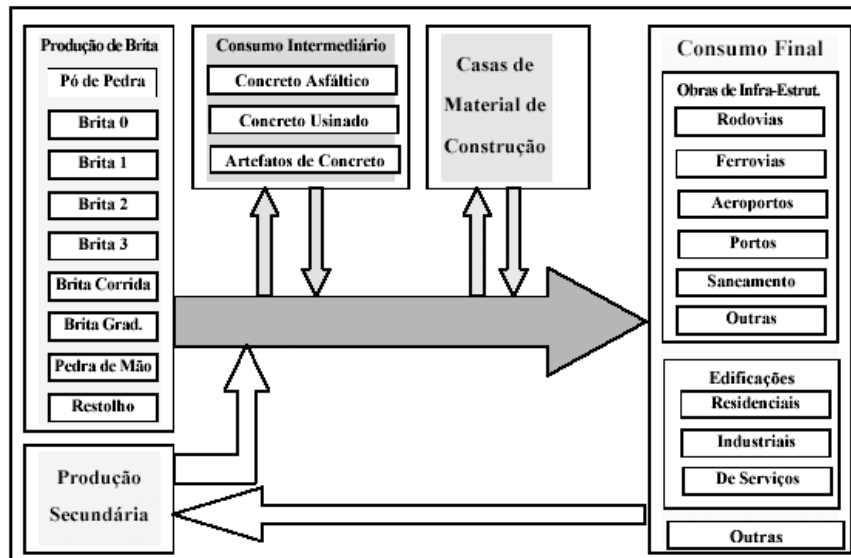 Produção de Brita
Pó de Pedra
Brita 0
Brita 1
Brita 2
Brita 3
Brita Corrida
Brita Grad.
Pedra de Mão
Restolho
Produção
Secundária
Consumo Intermediário
Concreto Asfáltico
Concreto Usinado
Artefatos de Concreto
Casas de
Material de
Construção
Consumo Final
Obras de Infra-Estrut.
Rodovias
Ferrovias
Aeroportos
Portos
Saneamento
Outras
Edificações
Residenciais
Industriais
De Serviços
Outras